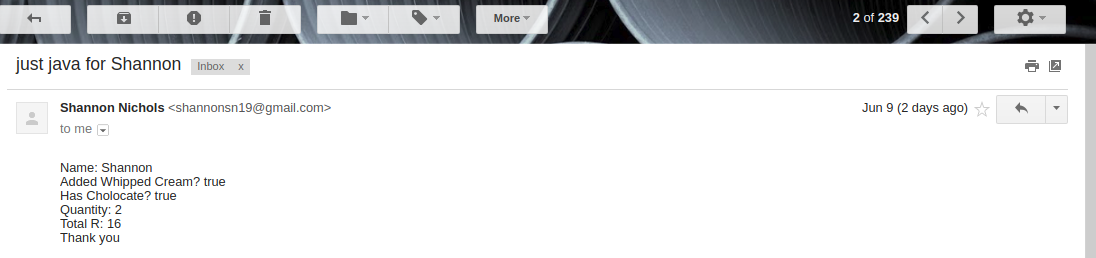 More
2 of 239
just java for Shannon Inbox x
Shannon Nichols <shannonsn19@gmail.com>
Jun 9 (2 days ago)
to me
Name: Shannon
Added Whipped Cream? true
Has Cholocate? true
Quantity: 2
Total R: 16
Thank you